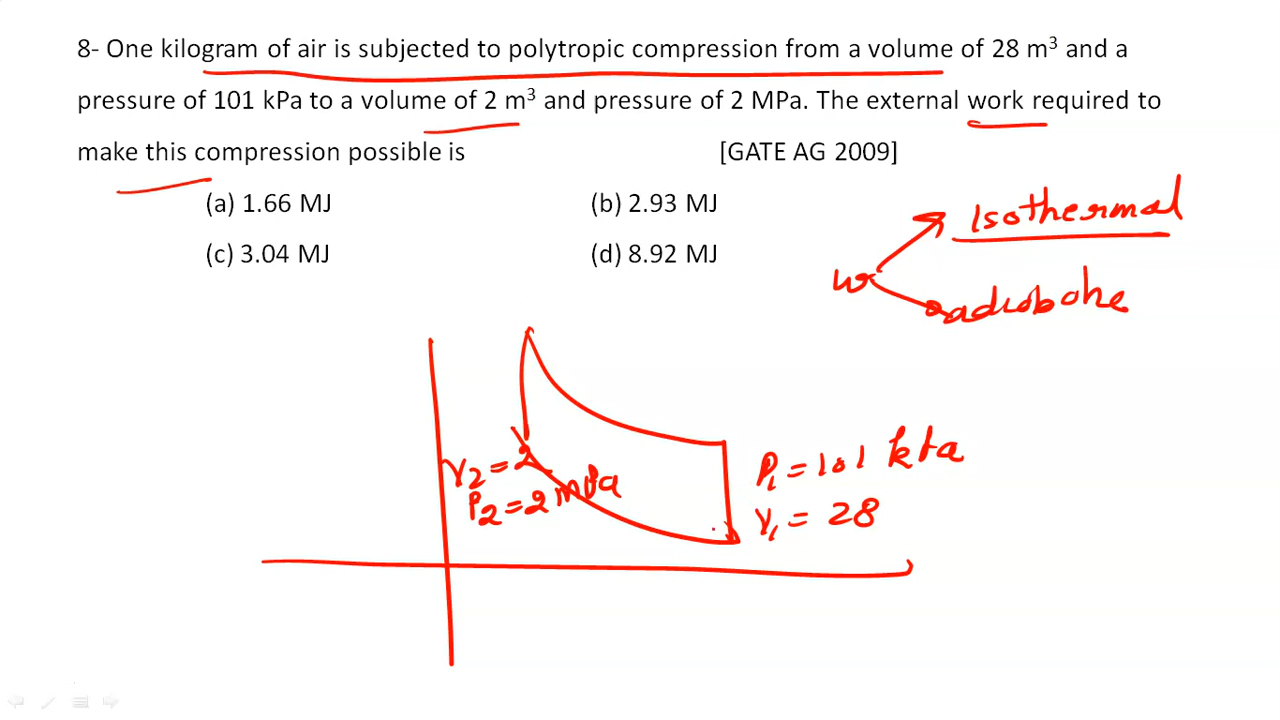 8- One kilogram of air is subjected to polytropic compression from a volume of 28 m³ and a
pressure of 101 kPa to a volume of 2 m³ and pressure of 2 MPa. The external work required to
make this compression possible is [GATE AG 2009]
(a) 1.66 MJ (b) 2.93 MJ
(c) 3.04 MJ (d) 8.92 MJ
Isothermal
W
V₂ = 2
P₂ = 2 mPa
P₁ = 101 kPa
V₁ = 28